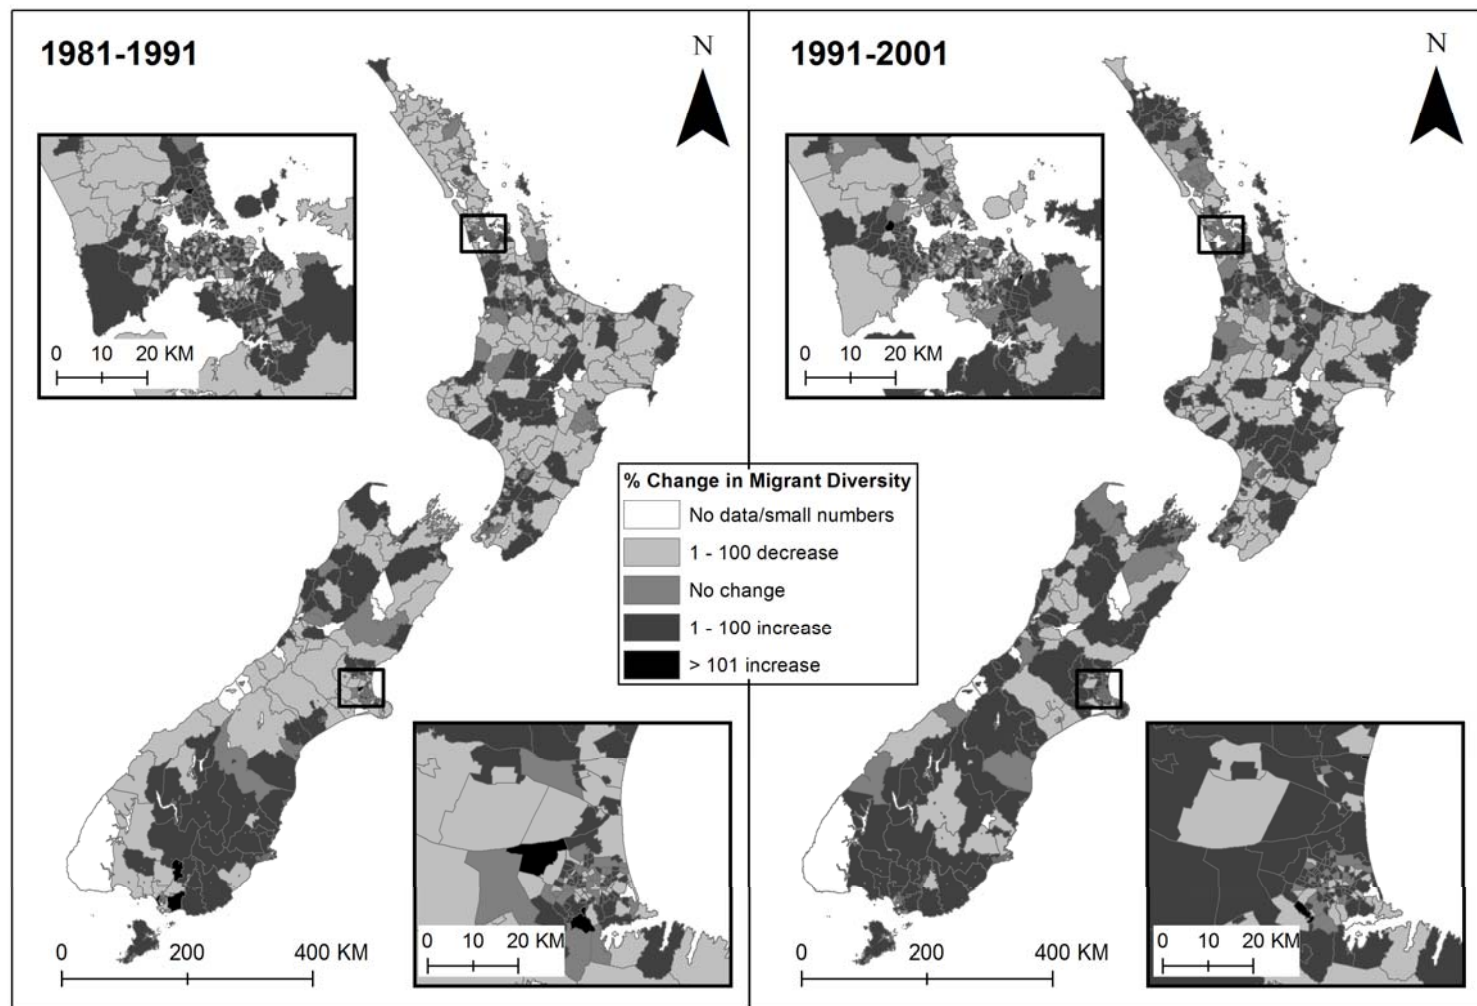 1981-1991
N
0 10 20 KM
0 10 20 KM
0 200 400 KM
1991-2001
N
0 10 20 KM
0 10 20 KM
0 200 400 KM
% Change in Migrant Diversity
No data/small numbers
1 - 100 decrease
No change
1 - 100 increase
> 101 increase